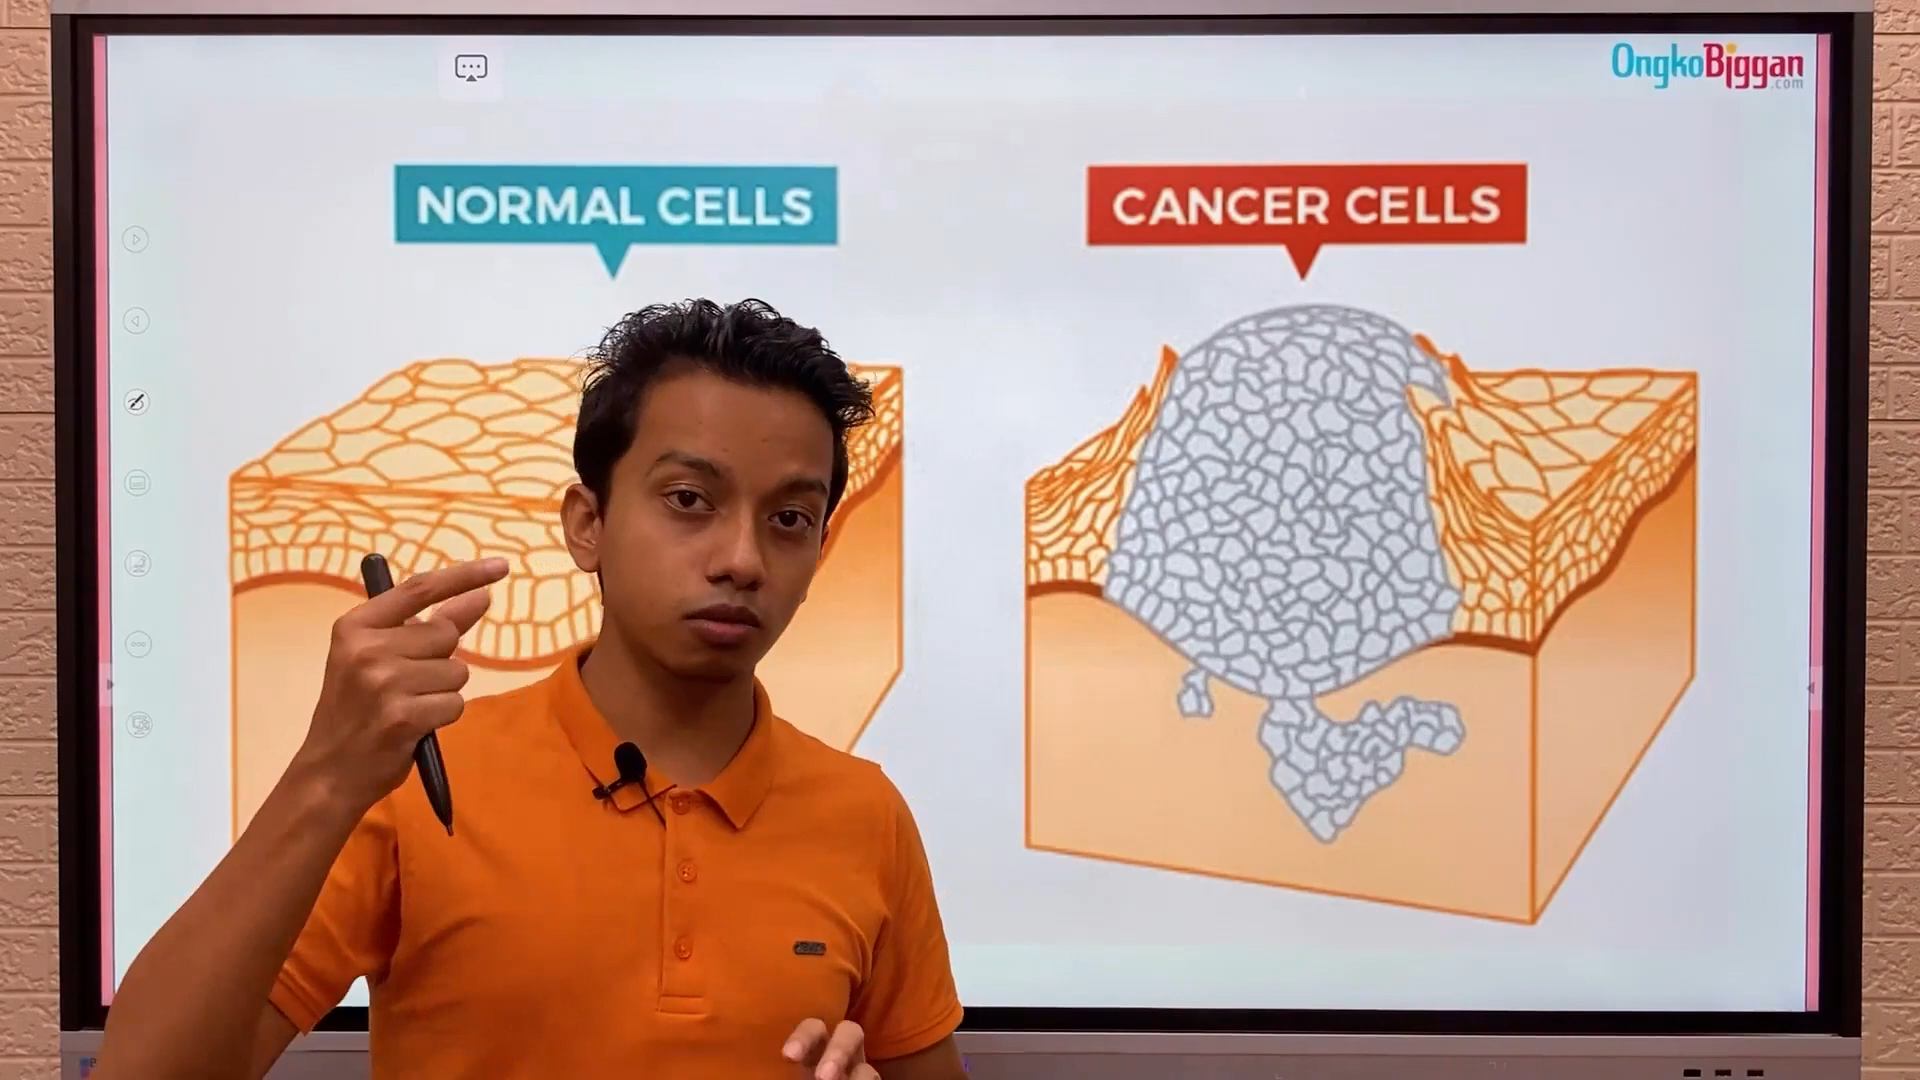 OngkoBiggan
.com
NORMAL CELLS
CANCER CELLS